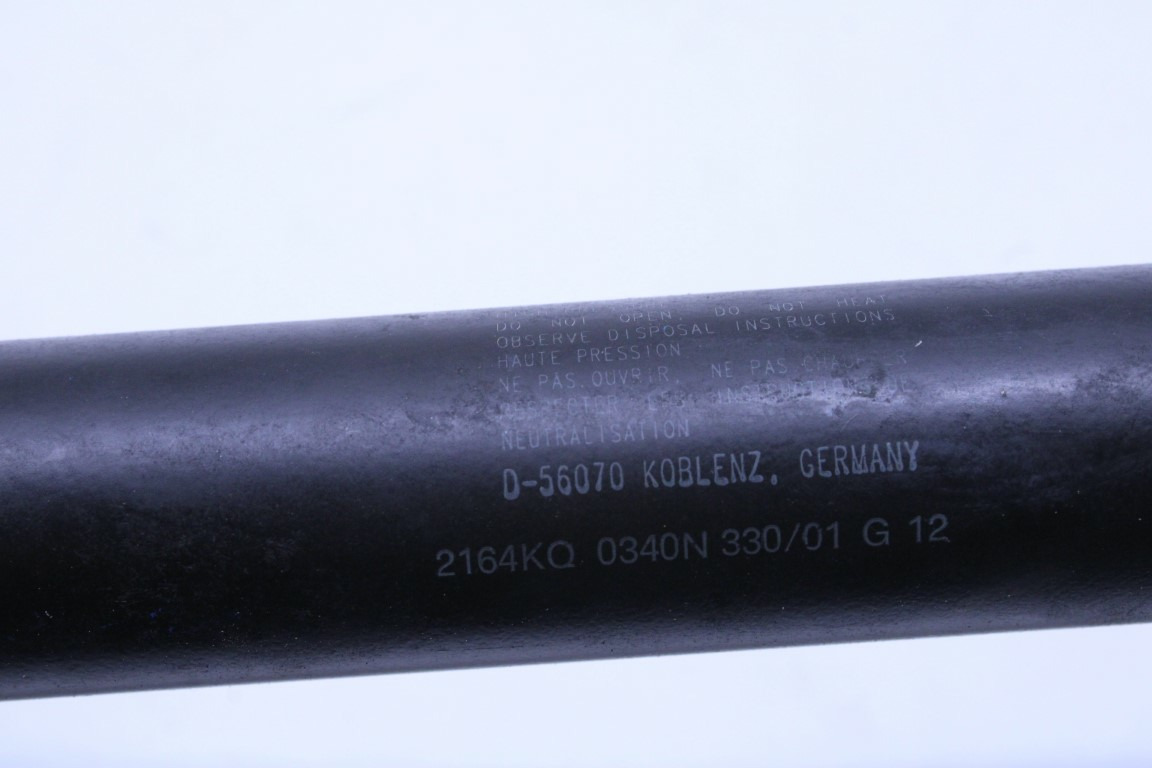 DO NOT OPEN. DO NOT HEAT
OBSERVE DISPOSAL INSTRUCTIONS
HAUTE PRESSION
NE PAS OUVRIR. NE PAS
NEUTRALISATION
D-56070 KOBLENZ, GERMANY
2164KQ 0340N 330/01 G 12